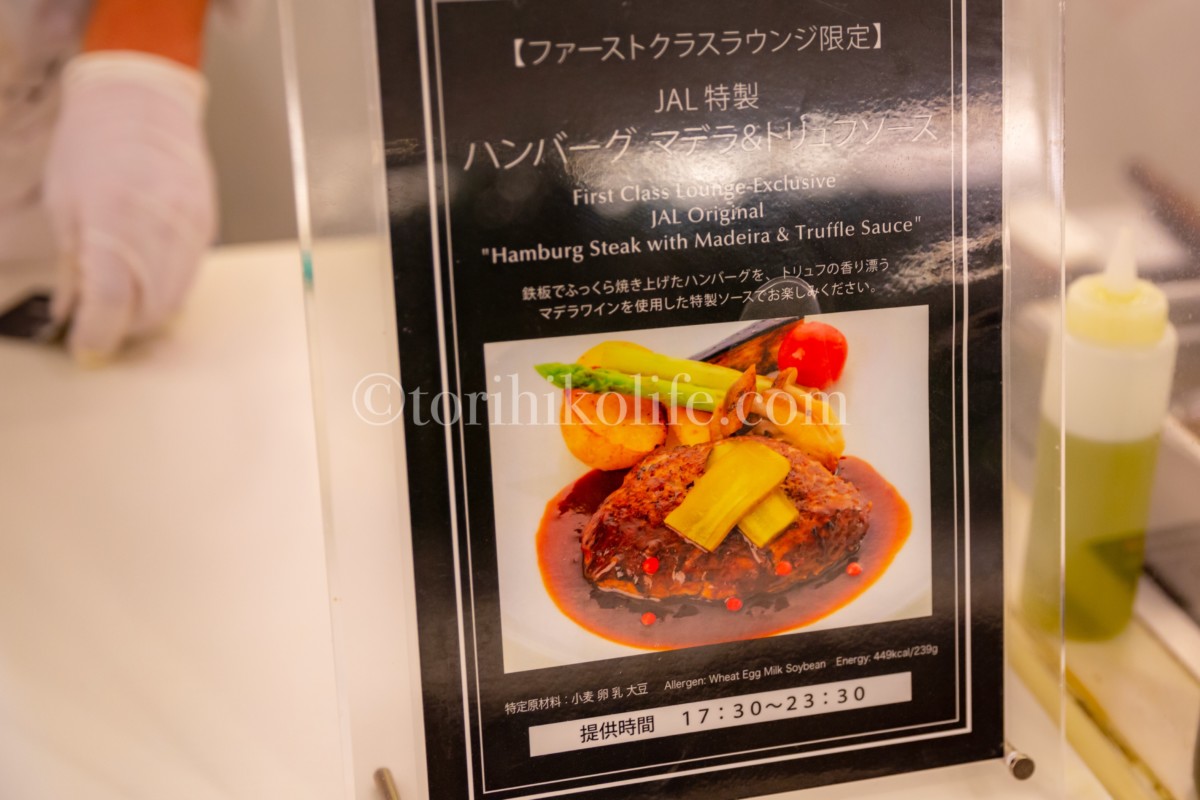 【ファーストクラスラウンジ限定】
JAL 特製
ハンバーグ マデラ&トリュフソース
First Class Lounge-Exclusive
JAL Original
"Hamburg Steak with Madeira & Truffle Sauce"
鉄板でふっくら焼き上げたハンバーグを、トリュフの香り漂う
マデラワインを使用した特製ソースでお楽しみください。
©torihikolife.com
特定原材料：小麦 卵 乳 大豆 Allergen: Wheat Egg Milk Soybean Energy: 449kcal/239g
提供時間 17：30～23：30